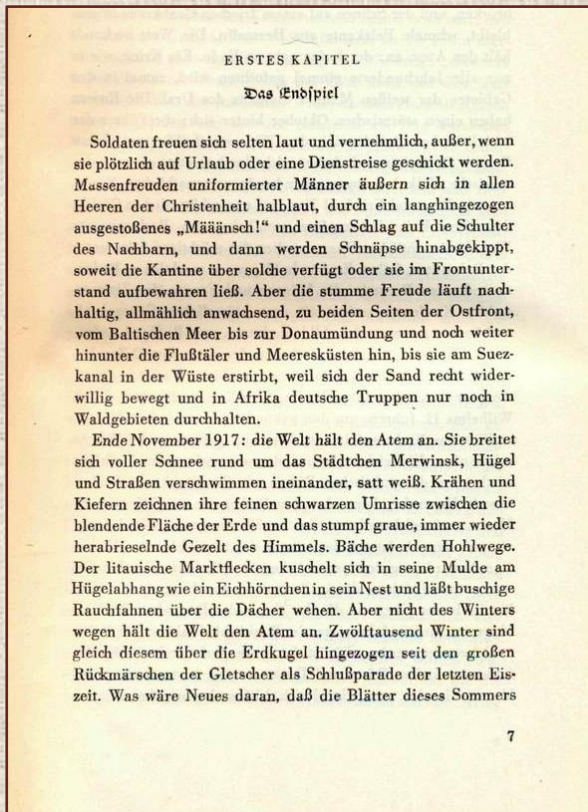 ERSTES KAPITEL
Das Endspiel
Soldaten freuen sich selten laut und vernehmlich, außer, wenn
sie plötzlich auf Urlaub oder eine Dienstreise geschickt werden.
Massenfreuden uniformierter Männer äußern sich in allen
Heeren der Christenheit halblaut, durch ein langhingezogen
ausgestoßenes „Määänsch!“ und einen Schlag auf die Schulter
des Nachbarn, und dann werden Schnäpse hinabgekippt,
soweit die Kantine über solche verfügt oder sie im Frontunter-
stand aufbewahren ließ. Aber die stumme Freude läuft nach-
haltig, allmählich anwachsend, zu beiden Seiten der Ostfront,
vom Baltischen Meer bis zur Donaumündung und noch weiter
hinunter die Flußtäler und Meeresküsten hin, bis sie am Suez-
kanal in der Wüste erstirbt, weil sich der Sand recht wider-
willig bewegt und in Afrika deutsche Truppen nur noch in
Waldgebieten durchhalten.
Ende November 1917: die Welt hält den Atem an. Sie breitet
sich voller Schnee rund um das Städtchen Merwinsk, Hügel
und Straßen verschwimmen ineinander, satt weiß. Krähen und
Kiefern zeichnen ihre feinen schwarzen Umrisse zwischen die
blendende Fläche der Erde und das stumpf graue, immer wieder
herabrieselnde Gezelt des Himmels. Bäche werden Hohlwege.
Der litauische Marktflecken kuschelt sich in seine Mulde am
Hügelabhang wie ein Eichhörnchen in sein Nest und läßt buschige
Rauchfahnen über die Dächer wehen. Aber nicht des Winters
wegen hält die Welt den Atem an. Zwölftausend Winter sind
gleich diesem über die Erdkugel hingezogen seit den großen
Rückmärschen der Gletscher als Schlußparade der letzten Eis-
zeit. Was wäre Neues daran, daß die Blätter dieses Sommers
7